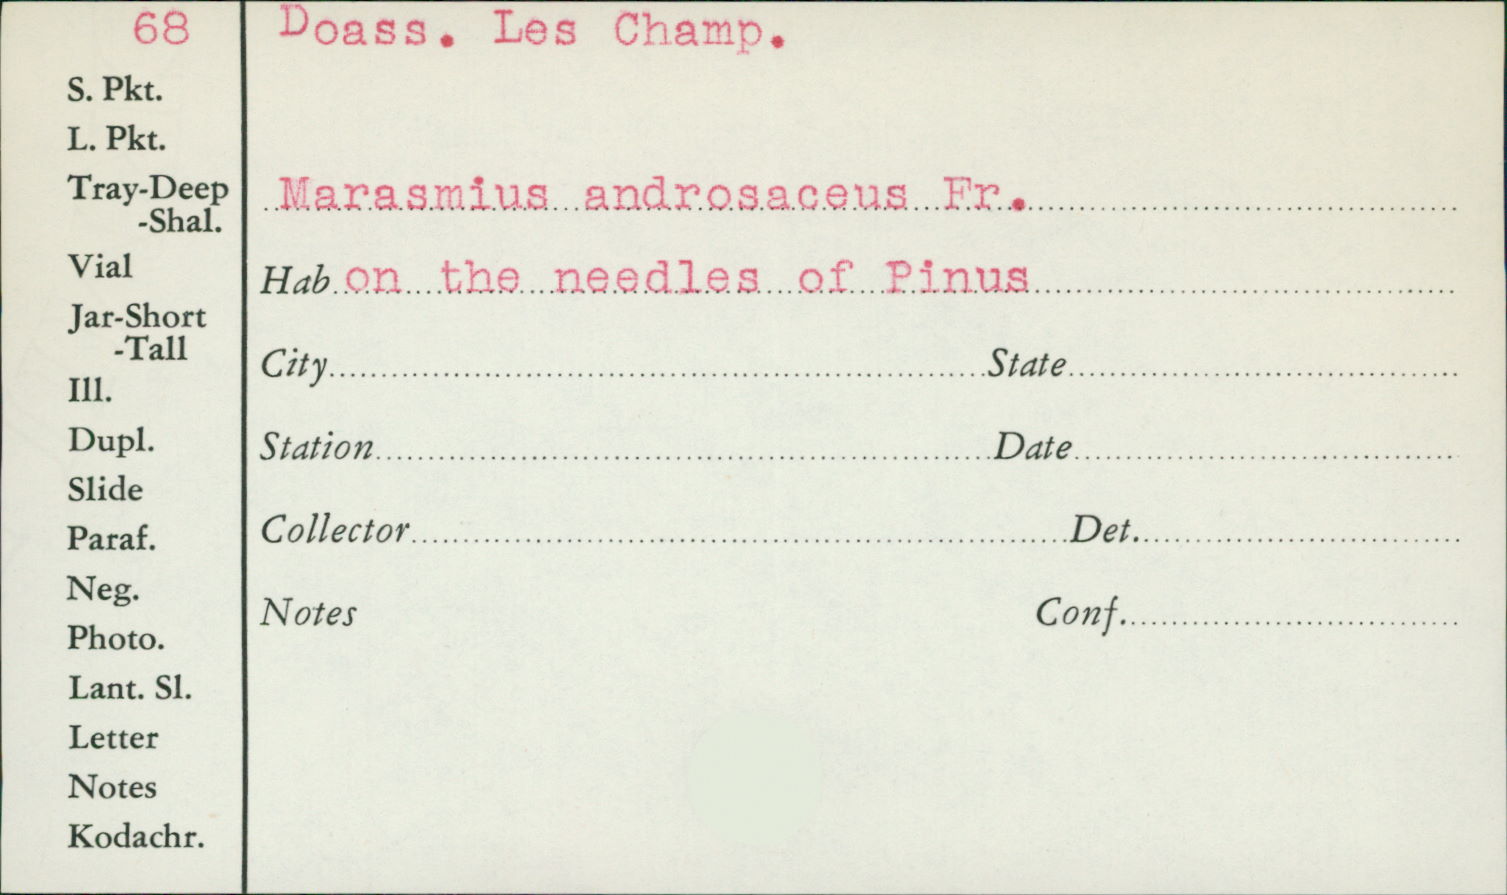 68
Doass. Les Champ.
S. Pkt.
L. Pkt.
Tray-Deep
-Shal.
Vial
Jar-Short
-Tall
Ill.
Dupl.
Slide
Paraf.
Neg.
Photo.
Lant. Sl.
Letter
Notes
Kodachr.
Marasmius androsaceus Fr.
Hab on the needles of Pinus
City State
Station Date
Collector Det.
Notes Conf.